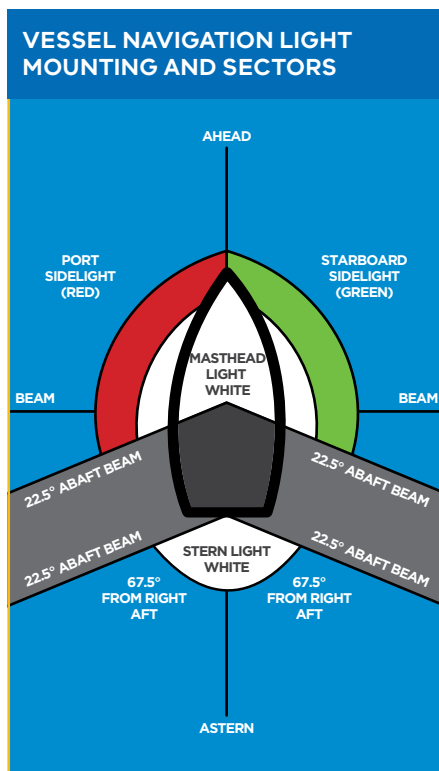 VESSEL NAVIGATION LIGHT
MOUNTING AND SECTORS
AHEAD
PORT
SIDELIGHT
(RED)
STARBOARD
SIDELIGHT
(GREEN)
MASTHEAD
LIGHT
WHITE
BEAM
BEAM
22.5° ABAFT BEAM
22.5° ABAFT BEAM
22.5° ABAFT BEAM
22.5° ABAFT BEAM
STERN LIGHT
WHITE
67.5°
FROM RIGHT
AFT
67.5°
FROM RIGHT
AFT
ASTERN